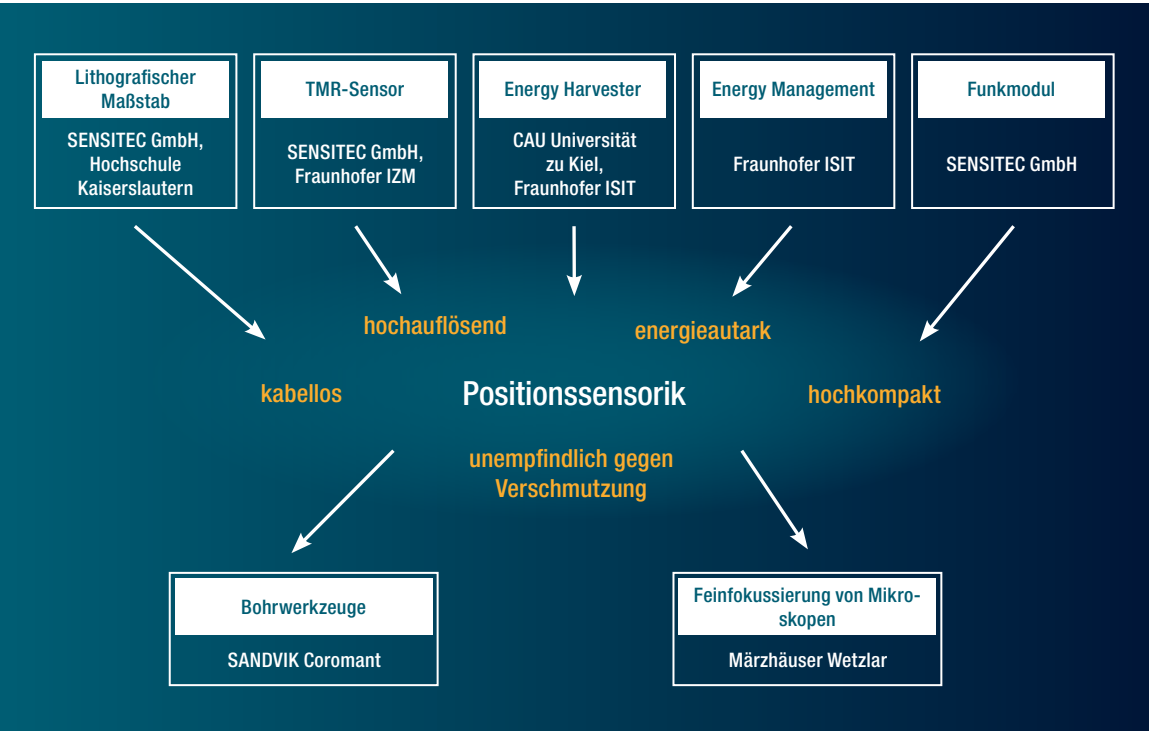 Lithografischer
Maßstab
SENSITEC GmbH,
Hochschule
Kaiserslautern
TMR-Sensor
SENSITEC GmbH,
Fraunhofer IZM
Energy Harvester
CAU Universität
zu Kiel,
Fraunhofer ISIT
Energy Management
Fraunhofer ISIT
Funkmodul
SENSITEC GmbH
hochauflösend
energieautark
kabellos
Positionssensorik
hochkompakt
unempfindlich gegen
Verschmutzung
Bohrwerkzeuge
SANDVIK Coromant
Feinfokussierung von Mikro-
skopen
Märzhäuser Wetzlar